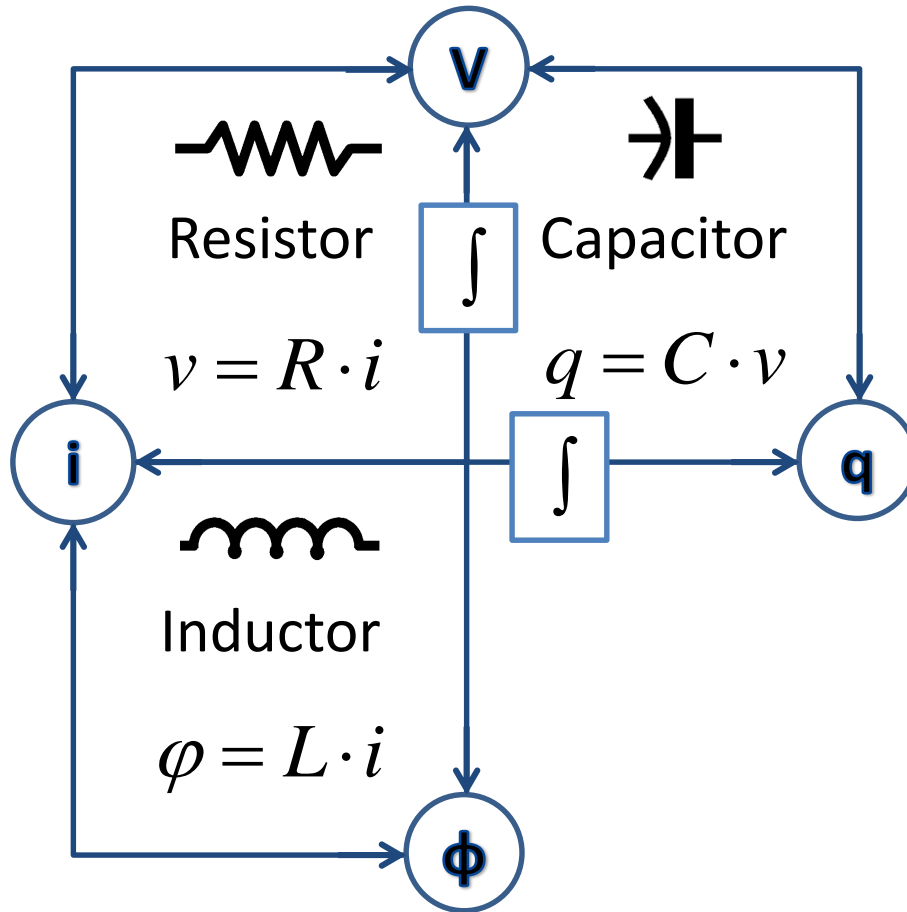 V
Resistor
Capacitor
∫
v = R · i
q = C · v
i
∫
q
Inductor
φ = L · i
ϕ